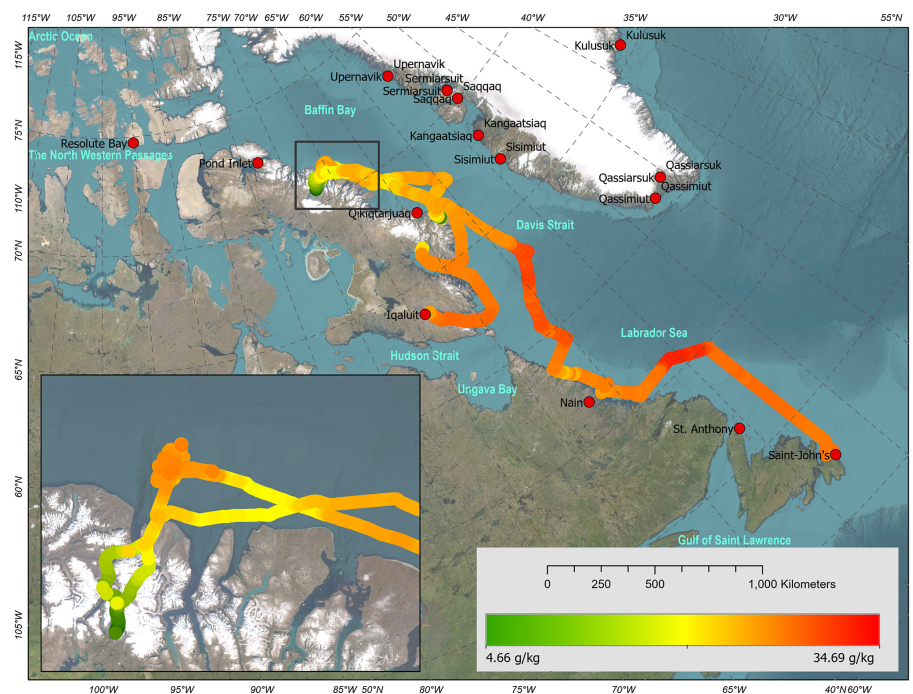 115°W 105°W 95°W 85°W 75°W 70°W 65°W 60°W 55°W 50°W 45°W 40°W 35°W 30°W 55°N
Arctic Ocean
Kulusuk
Kulusuk
115°W
Upernavik
Upernavik
Sermiarsuit
Sermiarsuit
Saqqaq
Saqqaq
Baffin Bay
75°N
Kangaatsiaq
Kangaatsiaq
Resolute Bay
Sisimiut
Sisimiut
The North Western Passages
Pond Inlet
Qassiarsuk
Qassiarsuk
Qassimiut
Qassimiut
110°W
Qikiqtarjuaq
Davis Strait
70°N
Iqaluit
Labrador Sea
Hudson Strait
65°N
Ungava Bay
Nain
St. Anthony
Saint-John's
60°N
Gulf of Saint Lawrence
0 250 500 1,000 Kilometers
105°W
4.66 g/kg 34.69 g/kg
100°W 95°W 90°W 85°W 50°N 80°W 75°W 70°W 65°W 40°N 60°W